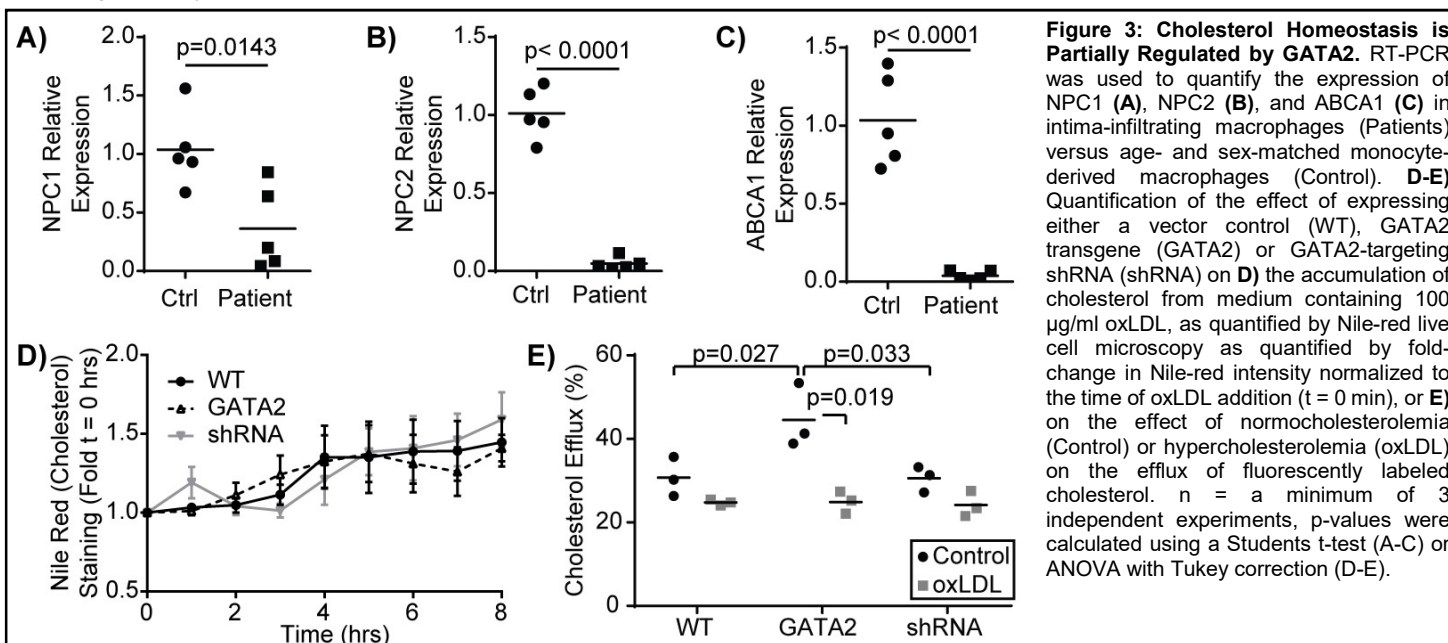 A)
NPC1 Relative
Expression
2.0
1.5
1.0
0.5
0.0
p=0.0143
Ctrl Patient
B)
NPC2 Relative
Expression
1.5
1.0
0.5
0.0
p< 0.0001
Ctrl Patient
C)
ABCA1 Relative
Expression
1.5
1.0
0.5
0.0
p< 0.0001
Ctrl Patient
D)
Nile Red (Cholesterol)
Staining (Fold t = 0 hrs)
2.0
1.5
1.0
0.5
WT
GATA2
shRNA
0 2 4 6 8
Time (hrs)
E)
Cholesterol Efflux (%)
60
40
20
0
p=0.027
p=0.033
p=0.019
Control
oxLDL
WT GATA2 shRNA
Figure 3: Cholesterol Homeostasis is
Partially Regulated by GATA2. RT-PCR
was used to quantify the expression of
NPC1 (A), NPC2 (B), and ABCA1 (C) in
intima-infiltrating macrophages (Patients)
versus age- and sex-matched monocyte-
derived macrophages (Control). D-E)
Quantification of the effect of expressing
either a vector control (WT), GATA2
transgene (GATA2) or GATA2-targeting
shRNA (shRNA) on D) the accumulation of
cholesterol from medium containing 100
µg/ml oxLDL, as quantified by Nile-red live
cell microscopy as quantified by fold-
change in Nile-red intensity normalized to
the time of oxLDL addition (t = 0 min), or E)
on the effect of normocholesterolemia
(Control) or hypercholesterolemia (oxLDL)
on the efflux of fluorescently labeled
cholesterol. n = a minimum of 3
independent experiments, p-values were
calculated using a Students t-test (A-C) or
ANOVA with Tukey correction (D-E).